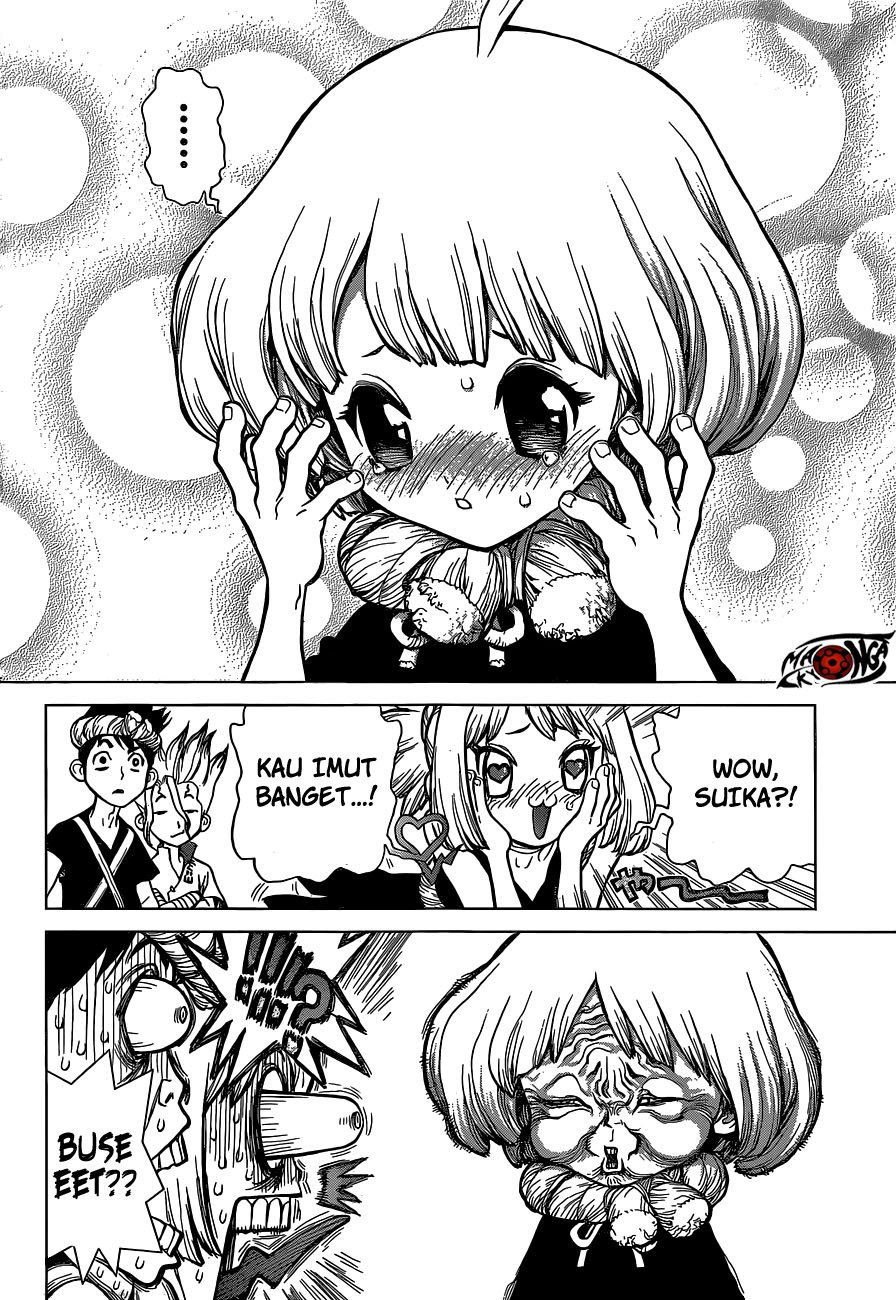 ......
WOW,
SUIKA?!
KAU IMUT
BANGET...!
!!!?
BUSE
EET??